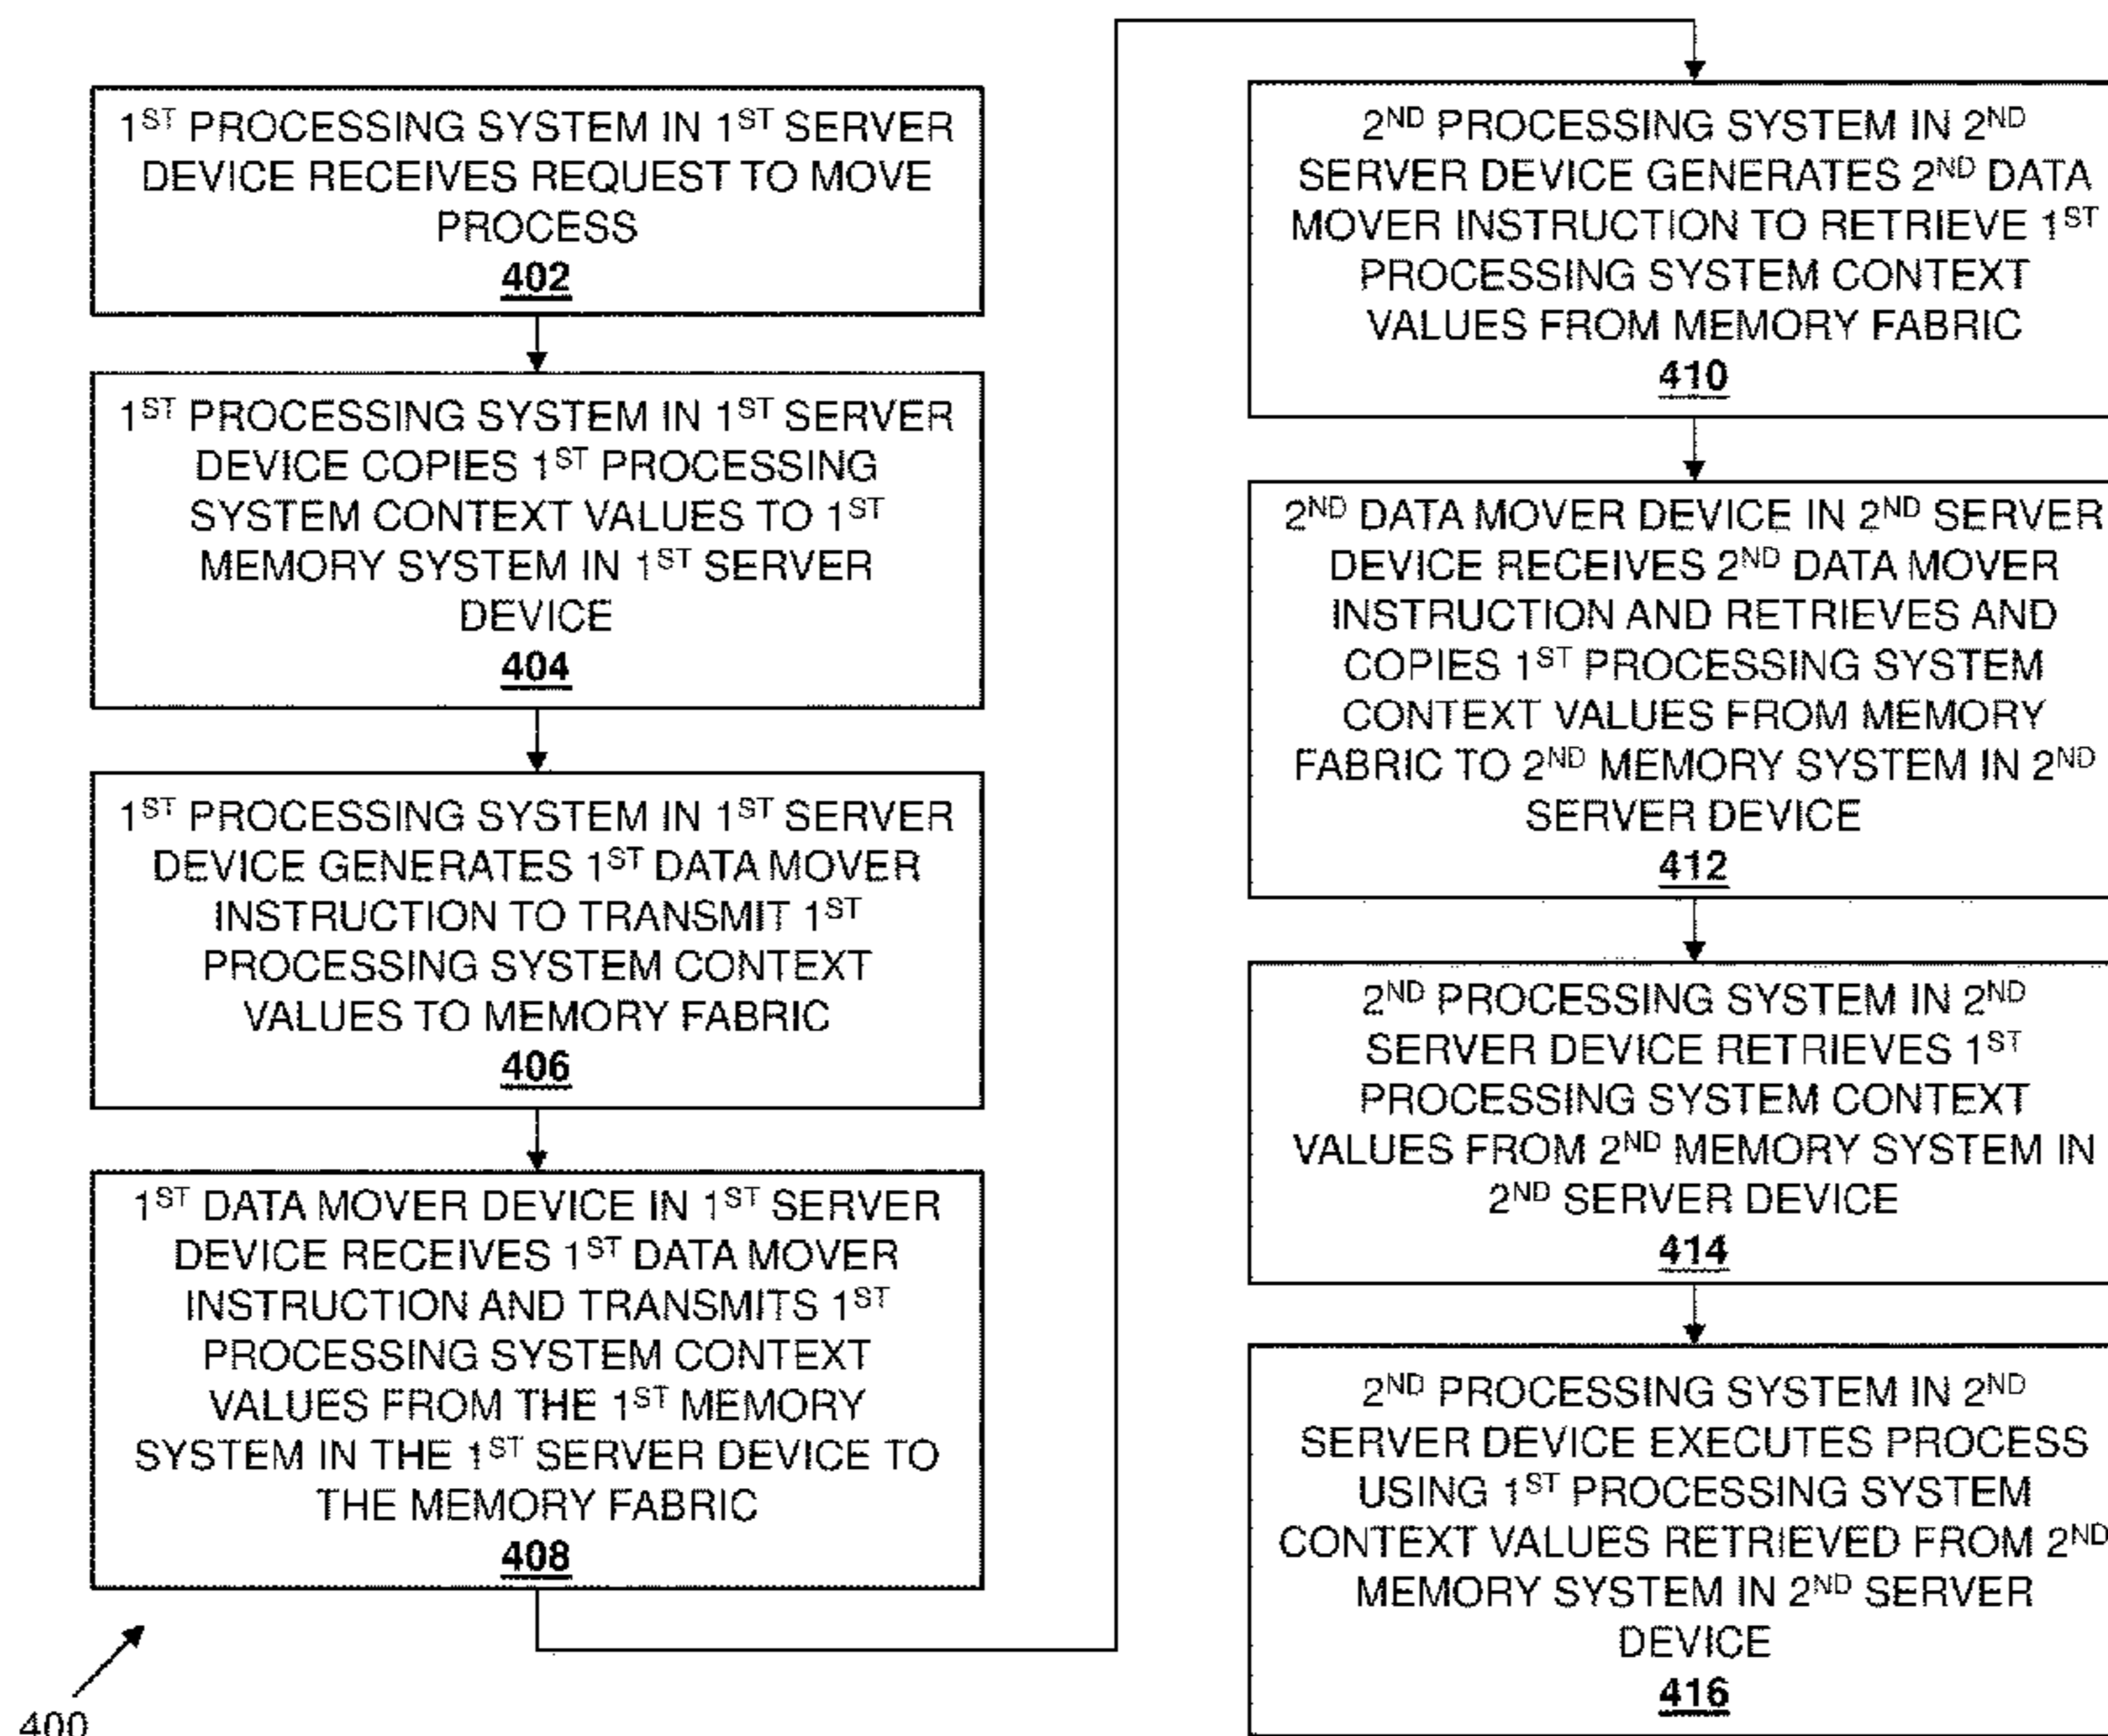 1ST PROCESSING SYSTEM IN 1ST SERVER
DEVICE RECEIVES REQUEST TO MOVE
PROCESS
402
1ST PROCESSING SYSTEM IN 1ST SERVER
DEVICE COPIES 1ST PROCESSING
SYSTEM CONTEXT VALUES TO 1ST
MEMORY SYSTEM IN 1ST SERVER
DEVICE
404
1ST PROCESSING SYSTEM IN 1ST SERVER
DEVICE GENERATES 1ST DATA MOVER
INSTRUCTION TO TRANSMIT 1ST
PROCESSING SYSTEM CONTEXT
VALUES TO MEMORY FABRIC
406
1ST DATA MOVER DEVICE IN 1ST SERVER
DEVICE RECEIVES 1ST DATA MOVER
INSTRUCTION AND TRANSMITS 1ST
PROCESSING SYSTEM CONTEXT
VALUES FROM THE 1ST MEMORY
SYSTEM IN THE 1ST SERVER DEVICE TO
THE MEMORY FABRIC
408
400
2ND PROCESSING SYSTEM IN 2ND
SERVER DEVICE GENERATES 2ND DATA
MOVER INSTRUCTION TO RETRIEVE 1ST
PROCESSING SYSTEM CONTEXT
VALUES FROM MEMORY FABRIC
410
2ND DATA MOVER DEVICE IN 2ND SERVER
DEVICE RECEIVES 2ND DATA MOVER
INSTRUCTION AND RETRIEVES AND
COPIES 1ST PROCESSING SYSTEM
CONTEXT VALUES FROM MEMORY
FABRIC TO 2ND MEMORY SYSTEM IN 2ND
SERVER DEVICE
412
2ND PROCESSING SYSTEM IN 2ND
SERVER DEVICE RETRIEVES 1ST
PROCESSING SYSTEM CONTEXT
VALUES FROM 2ND MEMORY SYSTEM IN
2ND SERVER DEVICE
414
2ND PROCESSING SYSTEM IN 2ND
SERVER DEVICE EXECUTES PROCESS
USING 1ST PROCESSING SYSTEM
CONTEXT VALUES RETRIEVED FROM 2ND
MEMORY SYSTEM IN 2ND SERVER
DEVICE
416